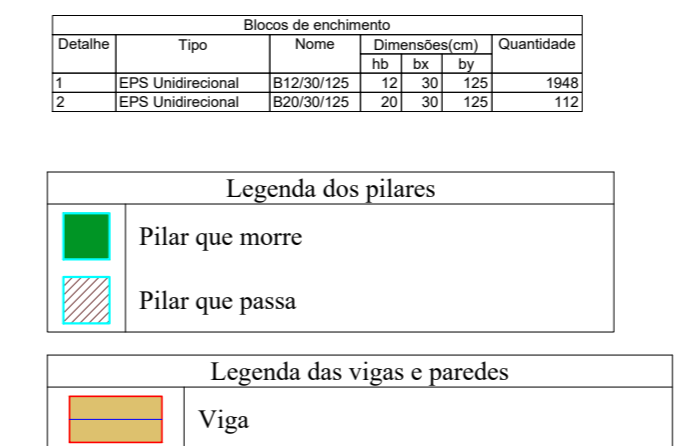 Blocos de enchimento
Detalhe Tipo Nome Dimensões(cm) Quantidade
hb bx by
1 EPS Unidirecional B12/30/125 12 30 125 1948
2 EPS Unidirecional B20/30/125 20 30 125 112
Legenda dos pilares
Pilar que morre
Pilar que passa
Legenda das vigas e paredes
Viga